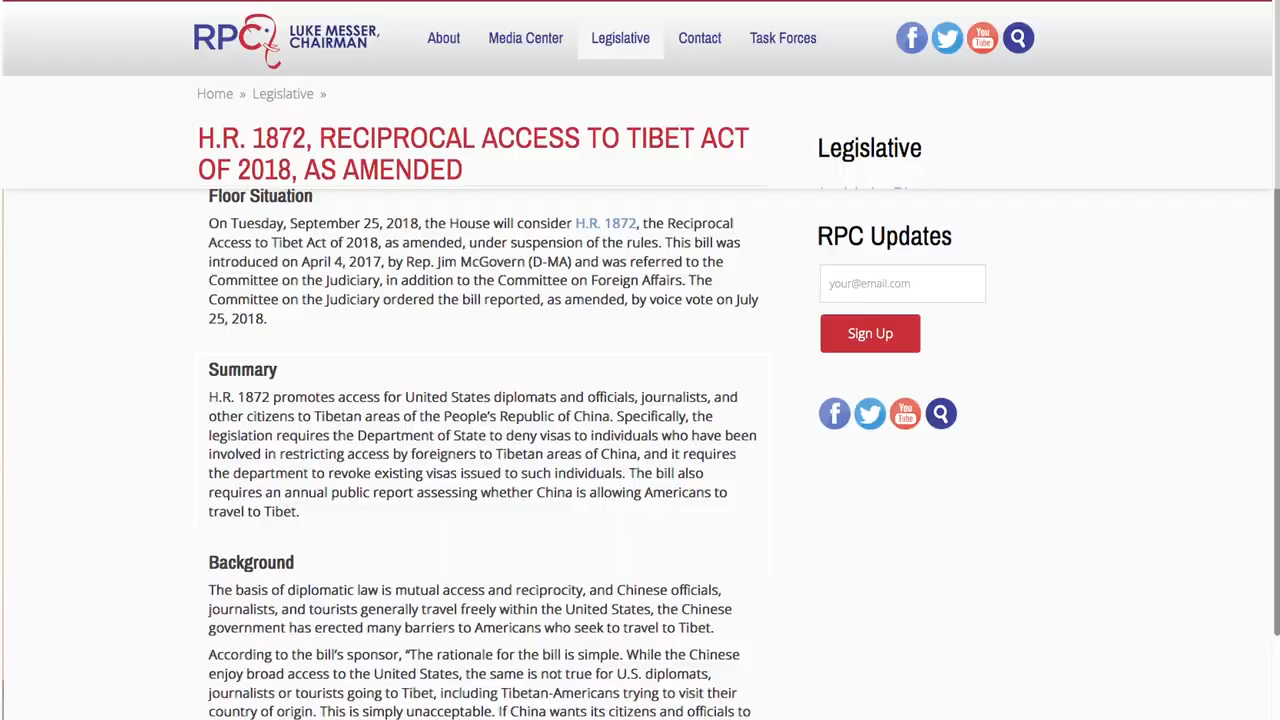 RPC LUKE MESSER, CHAIRMAN
About Media Center Legislative Contact Task Forces
You Tube
Home » Legislative »
H.R. 1872, RECIPROCAL ACCESS TO TIBET ACT
OF 2018, AS AMENDED
Floor Situation
On Tuesday, September 25, 2018, the House will consider H.R. 1872, the Reciprocal
Access to Tibet Act of 2018, as amended, under suspension of the rules. This bill was
introduced on April 4, 2017, by Rep. Jim McGovern (D-MA) and was referred to the
Committee on the Judiciary, in addition to the Committee on Foreign Affairs. The
Committee on the Judiciary ordered the bill reported, as amended, by voice vote on July
25, 2018.
Summary
H.R. 1872 promotes access for United States diplomats and officials, journalists, and
other citizens to Tibetan areas of the People's Republic of China. Specifically, the
legislation requires the Department of State to deny visas to individuals who have been
involved in restricting access by foreigners to Tibetan areas of China, and it requires
the department to revoke existing visas issued to such individuals. The bill also
requires an annual public report assessing whether China is allowing Americans to
travel to Tibet.
Background
The basis of diplomatic law is mutual access and reciprocity, and Chinese officials,
journalists, and tourists generally travel freely within the United States, the Chinese
government has erected many barriers to Americans who seek to travel to Tibet.
According to the bill's sponsor, “The rationale for the bill is simple. While the Chinese
enjoy broad access to the United States, the same is not true for U.S. diplomats,
journalists or tourists going to Tibet, including Tibetan-Americans trying to visit their
country of origin. This is simply unacceptable. If China wants its citizens and officials to
Legislative
RPC Updates
your@email.com
Sign Up
You Tube